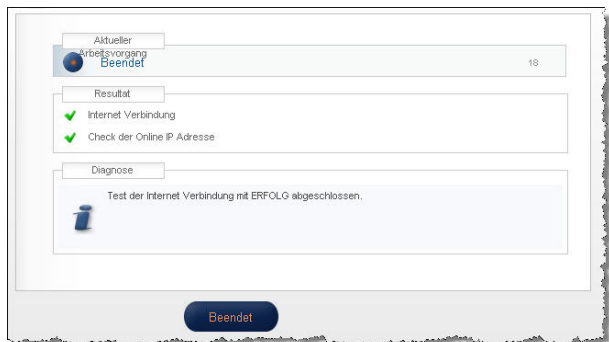 Aktueller
Arbeitsvorgang
Beendet 18
Resultat
Internet Verbindung
Check der Online IP Adresse
Diagnose
Test der Internet Verbindung mit ERFOLG abgeschlossen.
Beendet